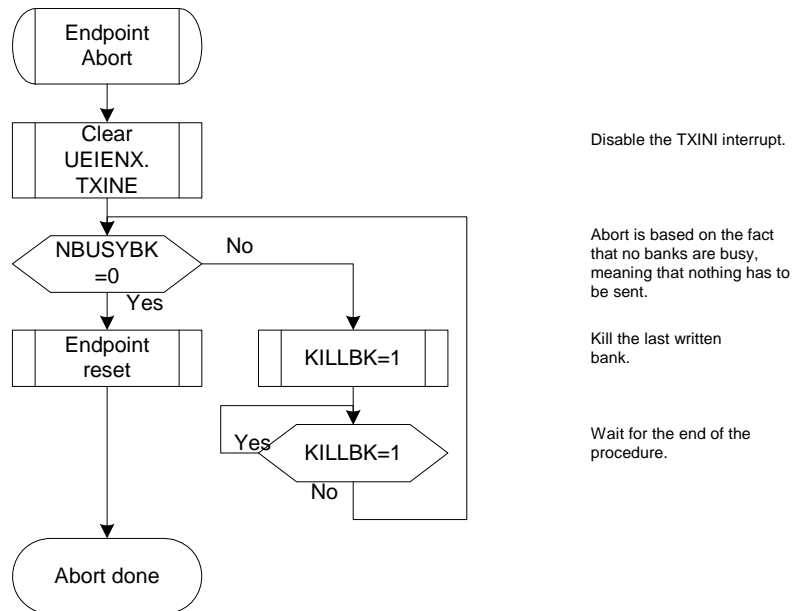 Endpoint
Abort
Clear
UEIENX.
TXINE
Disable the TXINI interrupt.
NBUSYBK
=0
No
Yes
Abort is based on the fact
that no banks are busy,
meaning that nothing has to
be sent.
Endpoint
reset
KILLBK=1
Kill the last written
bank.
Yes
KILLBK=1
No
Wait for the end of the
procedure.
Abort done